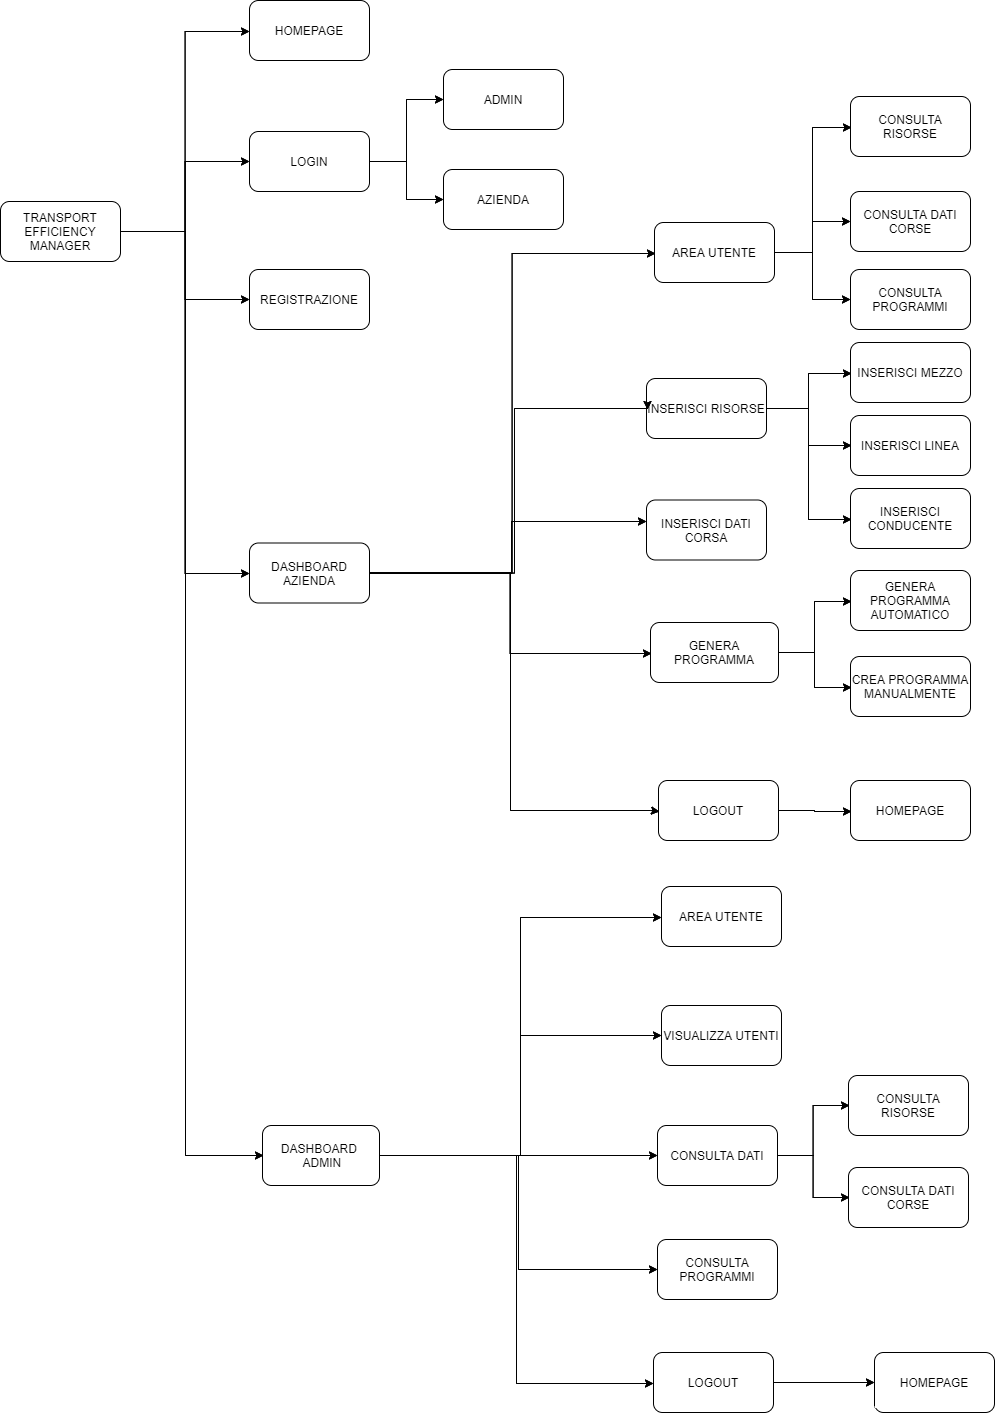 HOMEPAGE
ADMIN
LOGIN
AZIENDA
TRANSPORT
EFFICIENCY
MANAGER
REGISTRAZIONE
CONSULTA
RISORSE
CONSULTA DATI
CORSE
AREA UTENTE
CONSULTA
PROGRAMMI
INSERISCI MEZZO
INSERISCI RISORSE
INSERISCI LINEA
INSERISCI
CONDUCENTE
INSERISCI DATI
CORSA
DASHBOARD
AZIENDA
GENERA
PROGRAMMA
AUTOMATICO
GENERA
PROGRAMMA
CREA PROGRAMMA
MANUALMENTE
LOGOUT
HOMEPAGE
AREA UTENTE
VISUALIZZA UTENTI
CONSULTA
RISORSE
DASHBOARD
ADMIN
CONSULTA DATI
CONSULTA DATI
CORSE
CONSULTA
PROGRAMMI
LOGOUT
HOMEPAGE